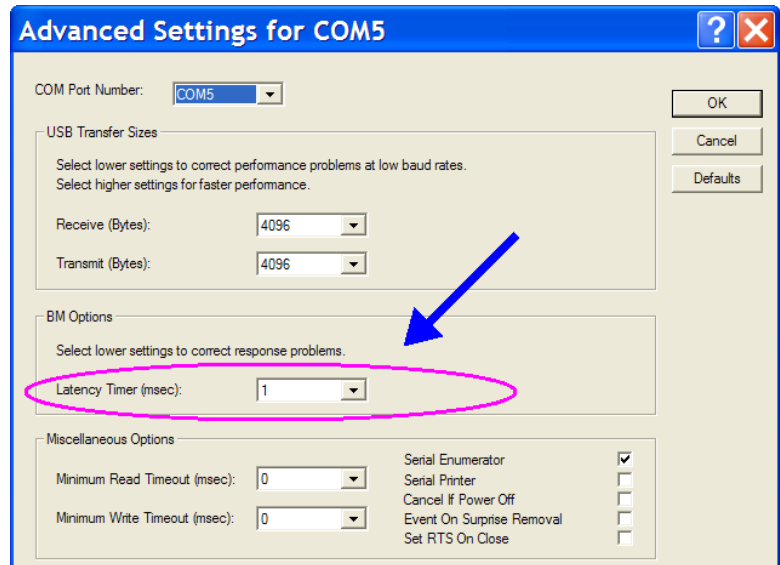 Advanced Settings for COM5
COM Port Number: COM5
OK
Cancel
Defaults
USB Transfer Sizes
Select lower settings to correct performance problems at low baud rates.
Select higher settings for faster performance.
Receive (Bytes): 4096
Transmit (Bytes): 4096
BM Options
Select lower settings to correct response problems.
Latency Timer (msec): 1
Miscellaneous Options
Minimum Read Timeout (msec): 0
Minimum Write Timeout (msec): 0
Serial Enumerator
Serial Printer
Cancel If Power Off
Event On Surprise Removal
Set RTS On Close